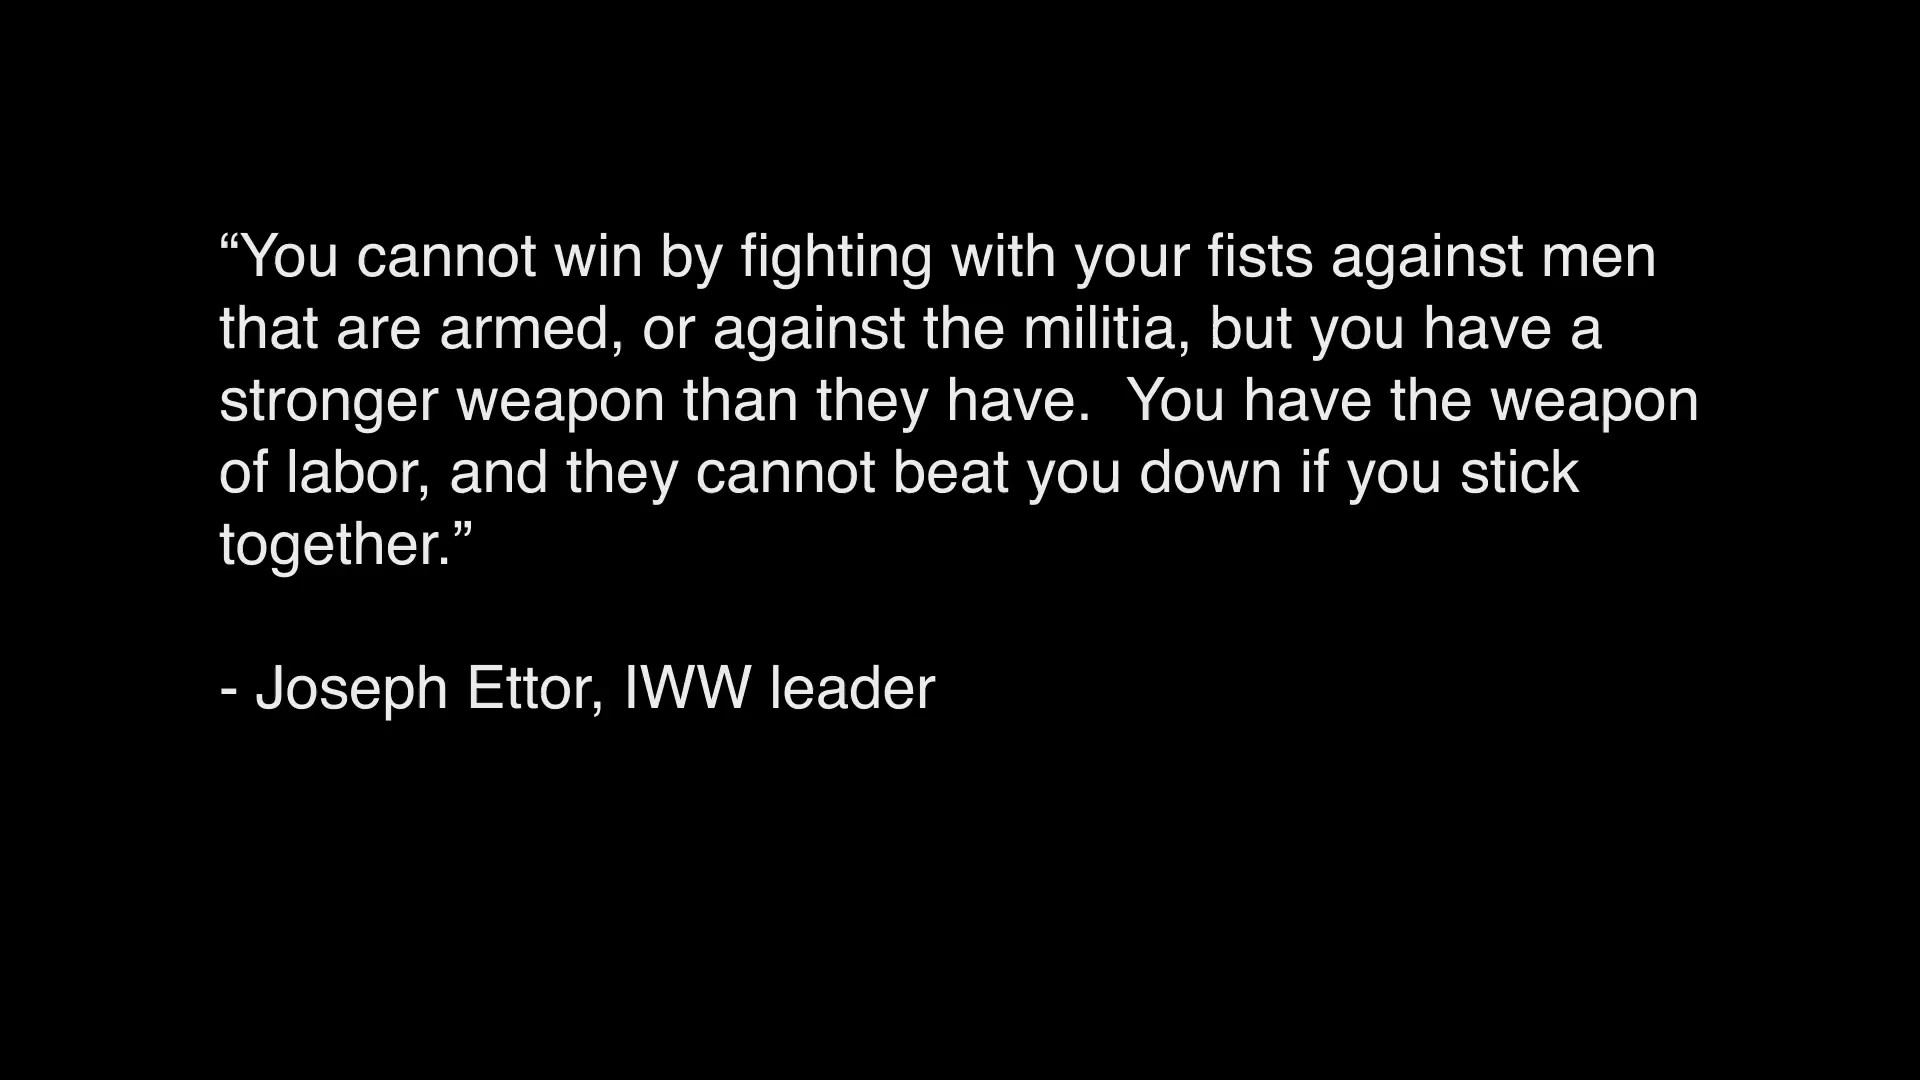 “You cannot win by fighting with your fists against men
that are armed, or against the militia, but you have a
stronger weapon than they have.  You have the weapon
of labor, and they cannot beat you down if you stick
together.”
- Joseph Ettor, IWW leader